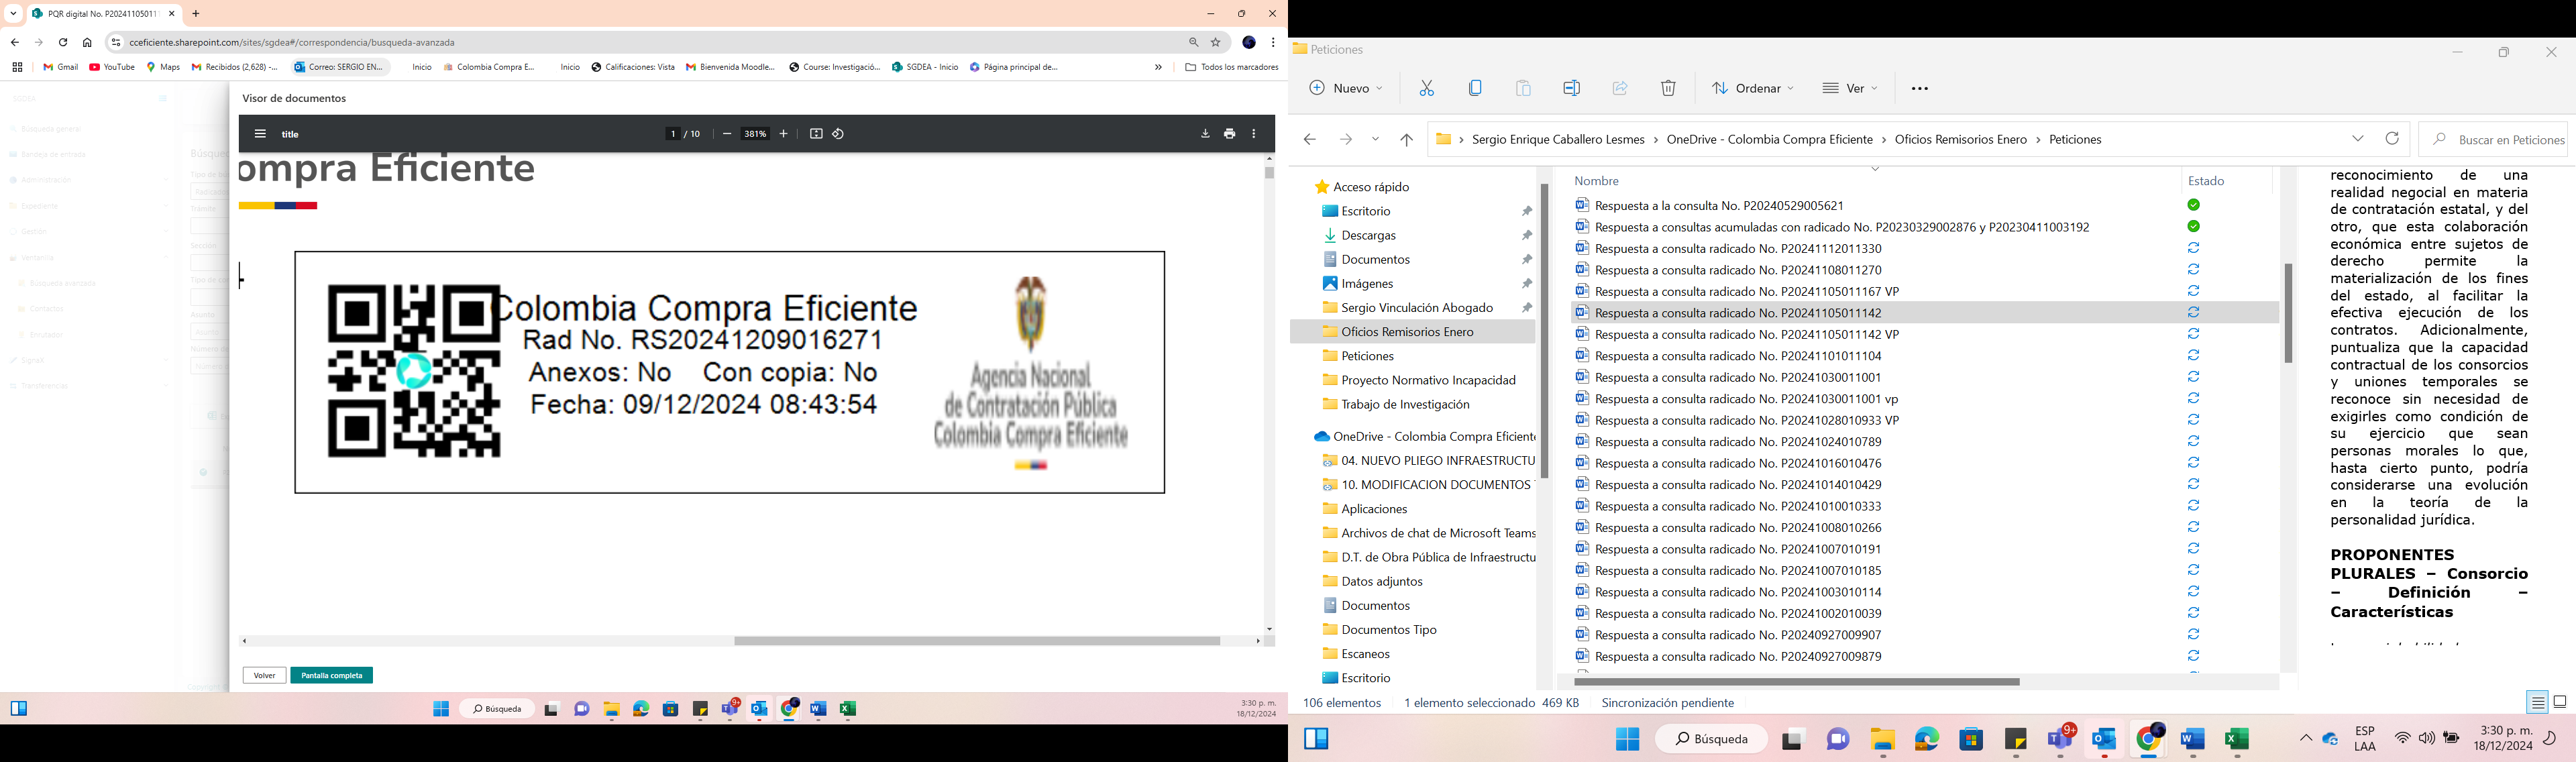 PQR digital No. P20241105011
cceficiente.sharepoint.com/sites/sgdea#/correspondencia/busqueda-avanzada
Gmail
YouTube
Maps
Recibidos (2,628) -...
Correo: SERGIO EN...
Inicio
Colombia Compra E...
Inicio
Calificaciones: Vista
Bienvenida Moodle...
Course: Investigació...
SGDEA - Inicio
Página principal de...
»
Todos los marcadores
Visor de documentos
title
1 / 10
381%
ompra Eficiente
Colombia Compra Eficiente
Rad No. RS20241209016271
Anexos: No Con copia: No
Fecha: 09/12/2024 08:43:54
Agencia Nacional
de Contratación Pública
Colombia Compra Eficiente
SGDEA
Búsqueda general
Bandeja de entrada
Administración
Expediente
Gestión
Ventanilla
Búsqueda avanzada
Contactos
Enrutador
Signals
Transferencias
Volver
Pantalla completa
Búsqueda
9+
3:30 p. m.
18/12/2024
Peticiones
Nuevo
Ordenar
Ver
Sergio Enrique Caballero Lesmes > OneDrive - Colombia Compra Eficiente > Oficios Remisorios Enero > Peticiones
Buscar en Peticiones
Acceso rápido
Escritorio
Descargas
Documentos
Imágenes
Sergio Vinculación Abogado
Oficios Remisorios Enero
Peticiones
Proyecto Normativo Incapacidad
Trabajo de Investigación
OneDrive - Colombia Compra Eficiente
04. NUEVO PLIEGO INFRAESTRUCTU
10. MODIFICACION DOCUMENTOS
Aplicaciones
Archivos de chat de Microsoft Teams
D.T. de Obra Pública de Infraestructu
Datos adjuntos
Documentos
Documentos Tipo
Escaneos
Escritorio
Nombre
Estado
Respuesta a la consulta No. P20240529005621
Respuesta a consultas acumuladas con radicado No. P20230329002876 y P20230411003192
Respuesta a consulta radicado No. P20241112011330
Respuesta a consulta radicado No. P20241108011270
Respuesta a consulta radicado No. P20241105011167 VP
Respuesta a consulta radicado No. P20241105011142
Respuesta a consulta radicado No. P20241105011142 VP
Respuesta a consulta radicado No. P20241101011104
Respuesta a consulta radicado No. P20241030011001
Respuesta a consulta radicado No. P20241030011001 vp
Respuesta a consulta radicado No. P20241028010933 VP
Respuesta a consulta radicado No. P20241024010789
Respuesta a consulta radicado No. P20241016010476
Respuesta a consulta radicado No. P20241014010429
Respuesta a consulta radicado No. P20241010010333
Respuesta a consulta radicado No. P20241008010266
Respuesta a consulta radicado No. P20241007010191
Respuesta a consulta radicado No. P20241007010185
Respuesta a consulta radicado No. P20241003010114
Respuesta a consulta radicado No. P20241002010039
Respuesta a consulta radicado No. P20240927009907
Respuesta a consulta radicado No. P20240927009879
reconocimiento de una
realidad negocial en materia
de contratación estatal, y del
otro, que esta colaboración
económica entre sujetos de
derecho permite la
materialización de los fines
del estado, al facilitar la
efectiva ejecución de los
contratos. Adicionalmente,
puntualiza que la capacidad
contractual de los consorcios
y uniones temporales se
reconoce sin necesidad de
exigirles como condición de
su ejercicio que sean
personas morales lo que,
hasta cierto punto, podría
considerarse una evolución
en la teoría de la
personalidad jurídica.
PROPONENTES
PLURALES – Consorcio
– Definición –
Características
106 elementos
1 elemento seleccionado 469 KB
Sincronización pendiente
Búsqueda
9+
ESP
LAA
3:30 p. m.
18/12/2024